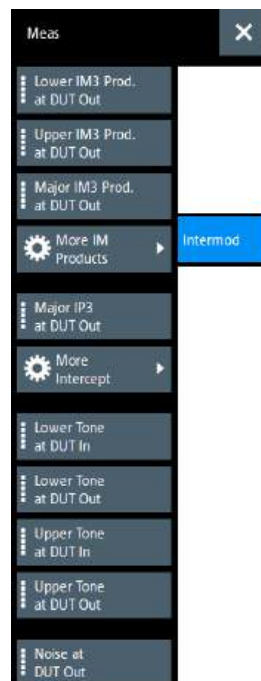 Meas
Lower IM3 Prod.
at DUT Out
Upper IM3 Prod.
at DUT Out
Major IM3 Prod.
at DUT Out
More IM
Products
Intermod
Major IP3
at DUT Out
More
Intercept
Lower Tone
at DUT In
Lower Tone
at DUT Out
Upper Tone
at DUT In
Upper Tone
at DUT Out
Noise at
DUT Out